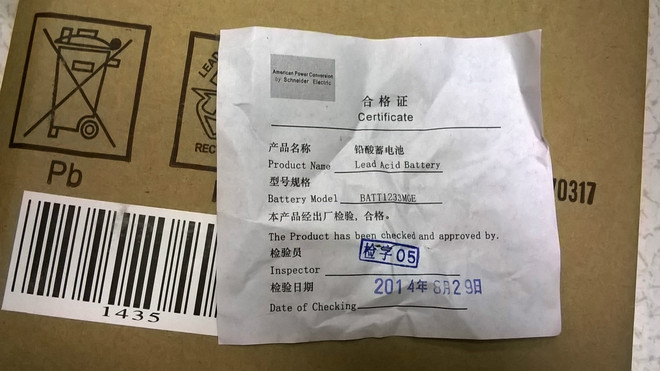 American Power Conversion
by Schneider Electric
合格证
Certificate
产品名称 铅酸蓄电池
Product Name Lead Acid Battery
型号规格
Battery Model BATT1233MGE
本产品经出厂检验，合格。
The Product has been checked and approved by.
检验员
检字05
Inspector
检验日期
2014年8月29日
Date of Checking
Pb
LEAD
REC
0317
1435